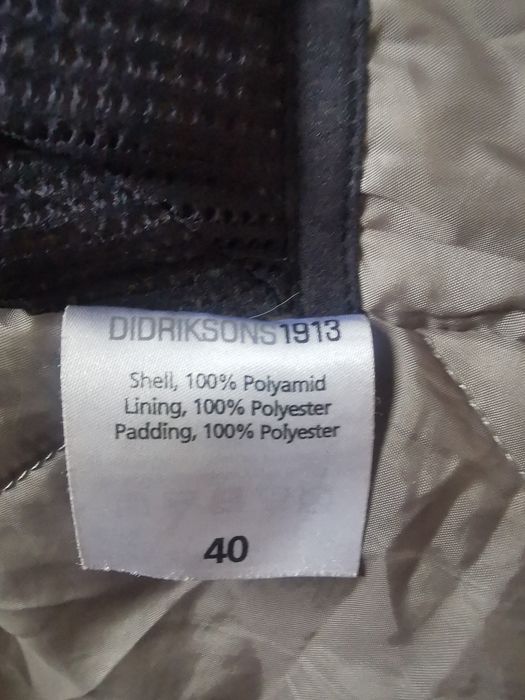 DIDRIKSONS1913
Shell, 100% Polyamid
Lining, 100% Polyester
Padding, 100% Polyester
40